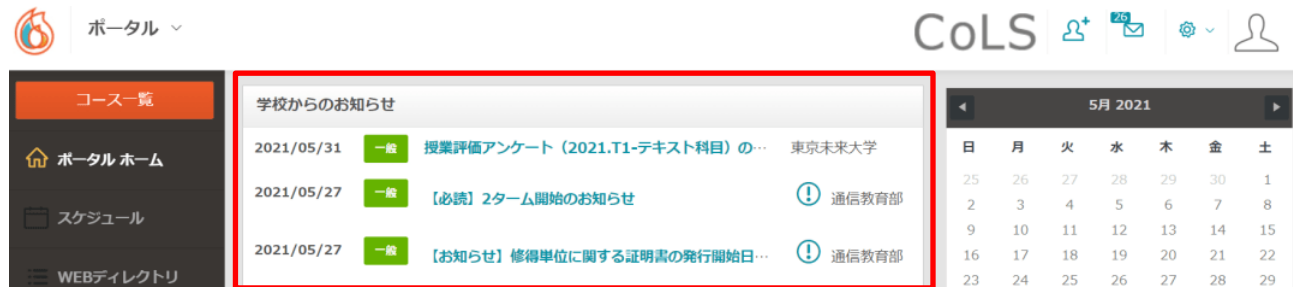 ポータル
CoLS
26
コース一覧
ポータル ホーム
スケジュール
WEBディレクトリ
学校からのお知らせ
2021/05/31 一般 授業評価アンケート（2021.T1-テキスト科目）の… 東京未来大学
2021/05/27 一般 【必読】2ターム開始のお知らせ 通信教育部
2021/05/27 一般 【お知らせ】修得単位に関する証明書の発行開始日… 通信教育部
5月 2021
日 月 火 水 木 金 土
25 26 27 28 29 30 1
2 3 4 5 6 7 8
9 10 11 12 13 14 15
16 17 18 19 20 21 22
23 24 25 26 27 28 29